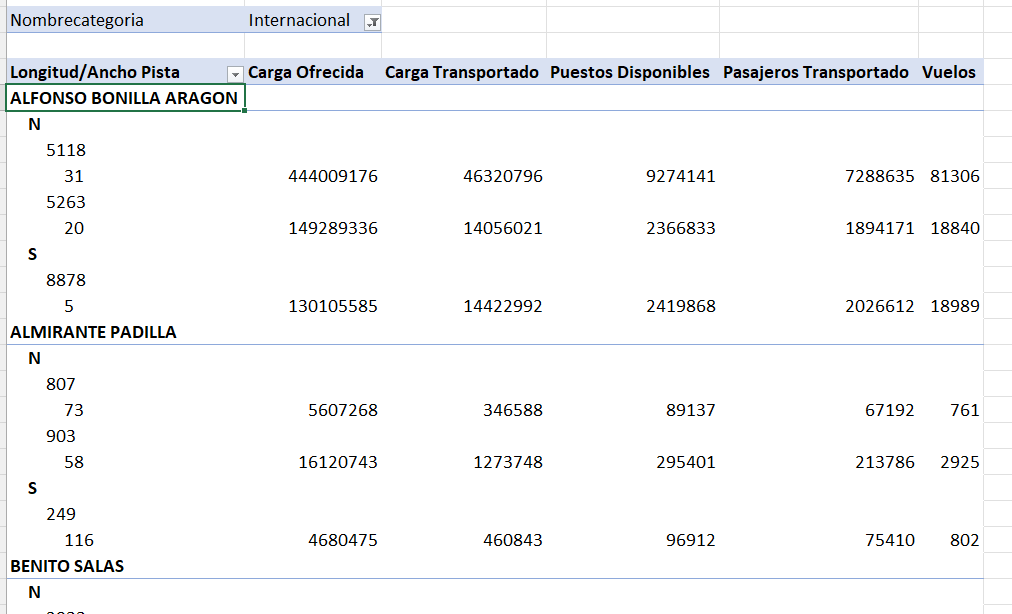 Nombrecategoria Internacional
Longitud/Ancho Pista Carga Ofrecida Carga Transportado Puestos Disponibles Pasajeros Transportado Vuelos
ALFONSO BONILLA ARAGON
N
5118
31 444009176 46320796 9274141 7288635 81306
5263
20 149289336 14056021 2366833 1894171 18840
S
8878
5 130105585 14422992 2419868 2026612 18989
ALMIRANTE PADILLA
N
807
73 5607268 346588 89137 67192 761
903
58 16120743 1273748 295401 213786 2925
S
249
116 4680475 460843 96912 75410 802
BENITO SALAS
N